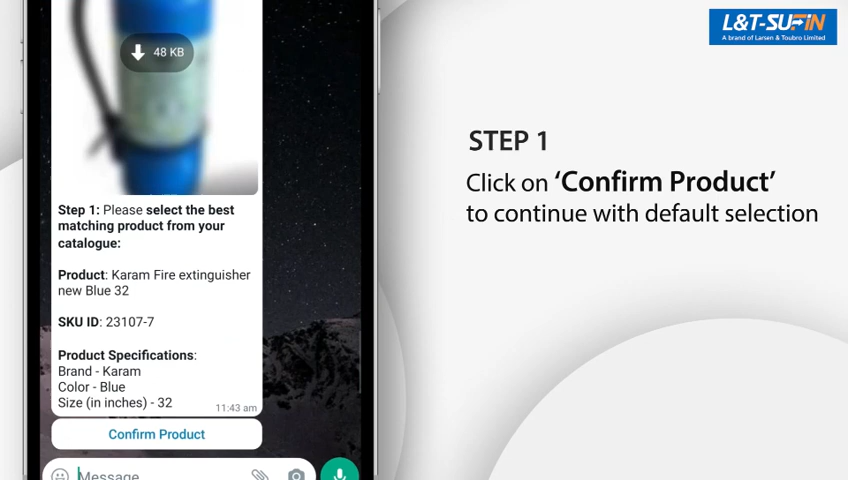 L&T-SUFIN
A brand of Larsen & Toubro Limited
48 KB
Step 1: Please select the best
matching product from your
catalogue:
Product: Karam Fire extinguisher
new Blue 32
SKU ID: 23107-7
Product Specifications:
Brand - Karam
Color - Blue
Size (in inches) - 32
11:43 am
Confirm Product
Message
STEP 1
Click on ‘Confirm Product’
to continue with default selection